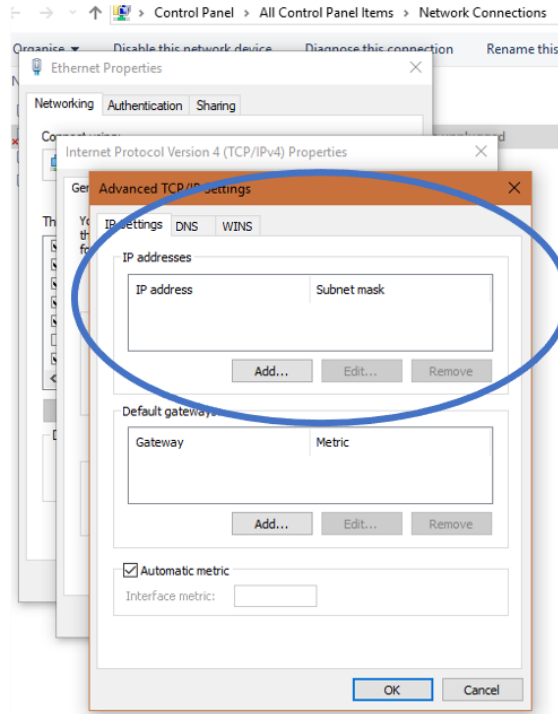 Control Panel > All Control Panel Items > Network Connections
Organise Disable this network device Diagnose this connection Rename this
Ethernet Properties
Networking Authentication Sharing
Internet Protocol Version 4 (TCP/IPv4) Properties
unplugged
Advanced TCP/IP Settings
IP Settings DNS WINS
IP addresses
IP address Subnet mask
Add... Edit... Remove
Default gateways:
Gateway Metric
Add... Edit... Remove
Automatic metric
Interface metric:
OK Cancel